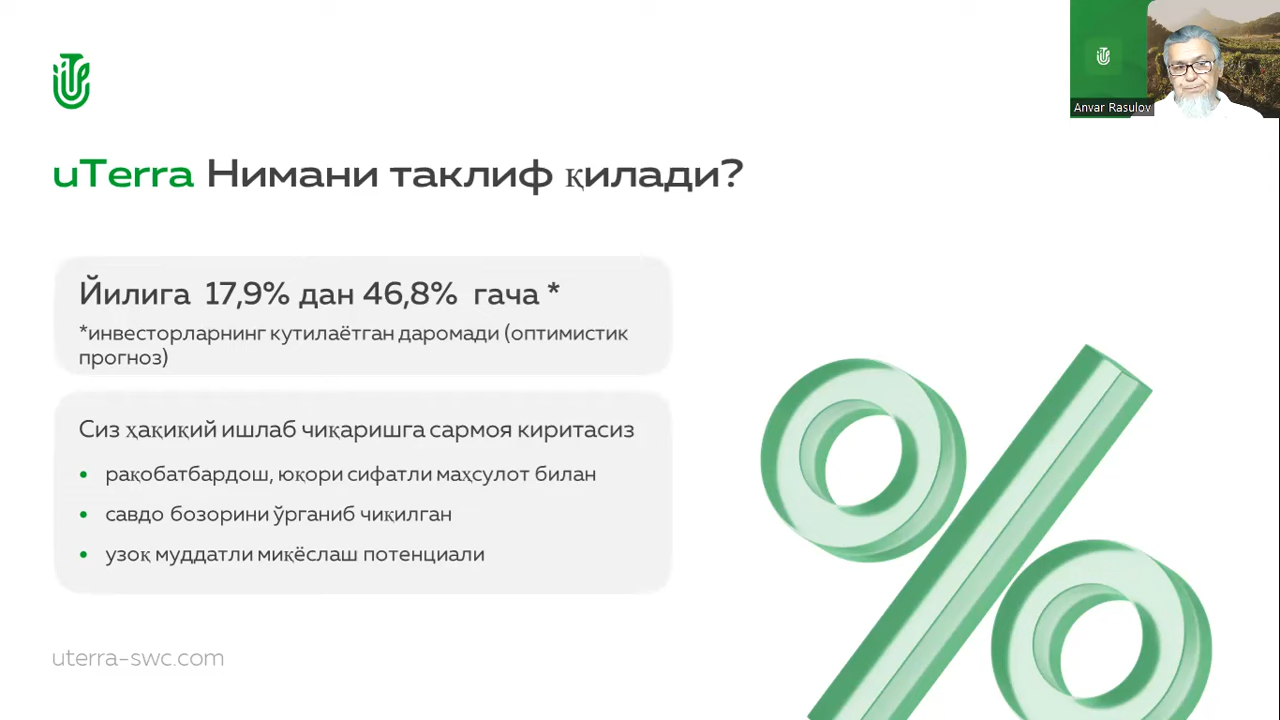 Anvar Rasulov
uTerra Нимани таклиф қилади?
Йилига 17,9% дан 46,8% гача *
*инвесторларнинг кутилаётган даромади (оптимистик
прогноз)
Сиз ҳақиқий ишлаб чиқаришга сармоя киритасиз
• рақобатбардош, юқори сифатли маҳсулот билан
• савдо бозорини ўрганиб чиқилган
• узоқ муддатли миқёслаш потенциали
uterra-swc.com